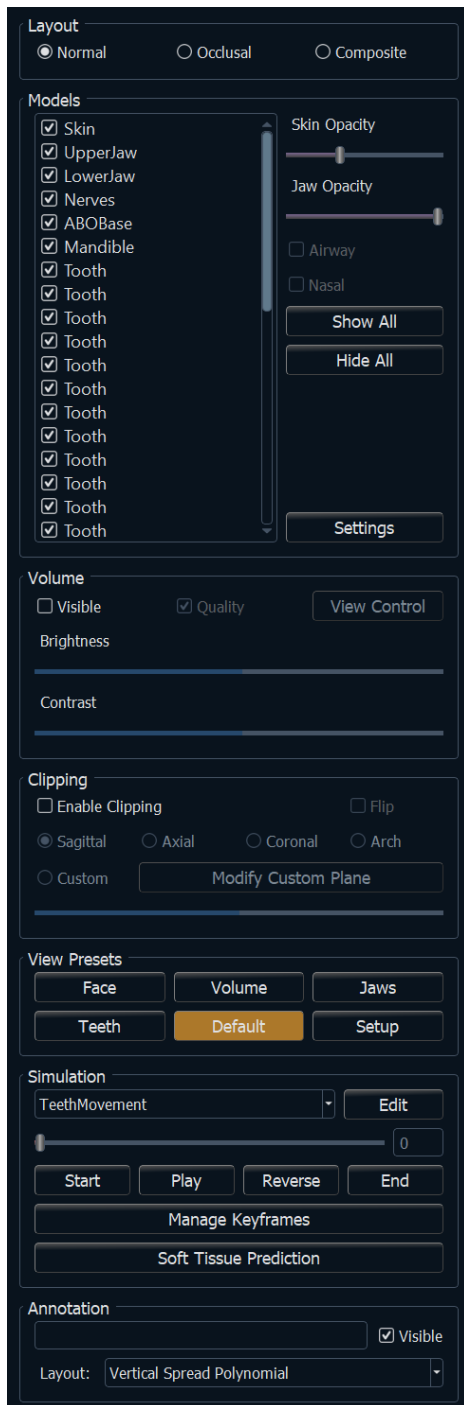 Layout
Normal Occlusal Composite
Models
Skin
UpperJaw
LowerJaw
Nerves
ABOBase
Mandible
Tooth
Tooth
Tooth
Tooth
Tooth
Tooth
Tooth
Tooth
Tooth
Tooth
Tooth
Tooth
Skin Opacity
Jaw Opacity
Airway
Nasal
Show All
Hide All
Settings
Volume
Visible Quality View Control
Brightness
Contrast
Clipping
Enable Clipping Flip
Sagittal Axial Coronal Arch
Custom Modify Custom Plane
View Presets
Face Volume Jaws
Teeth Default Setup
Simulation
TeethMovement Edit
0
Start Play Reverse End
Manage Keyframes
Soft Tissue Prediction
Annotation
Visible
Layout: Vertical Spread Polynomial